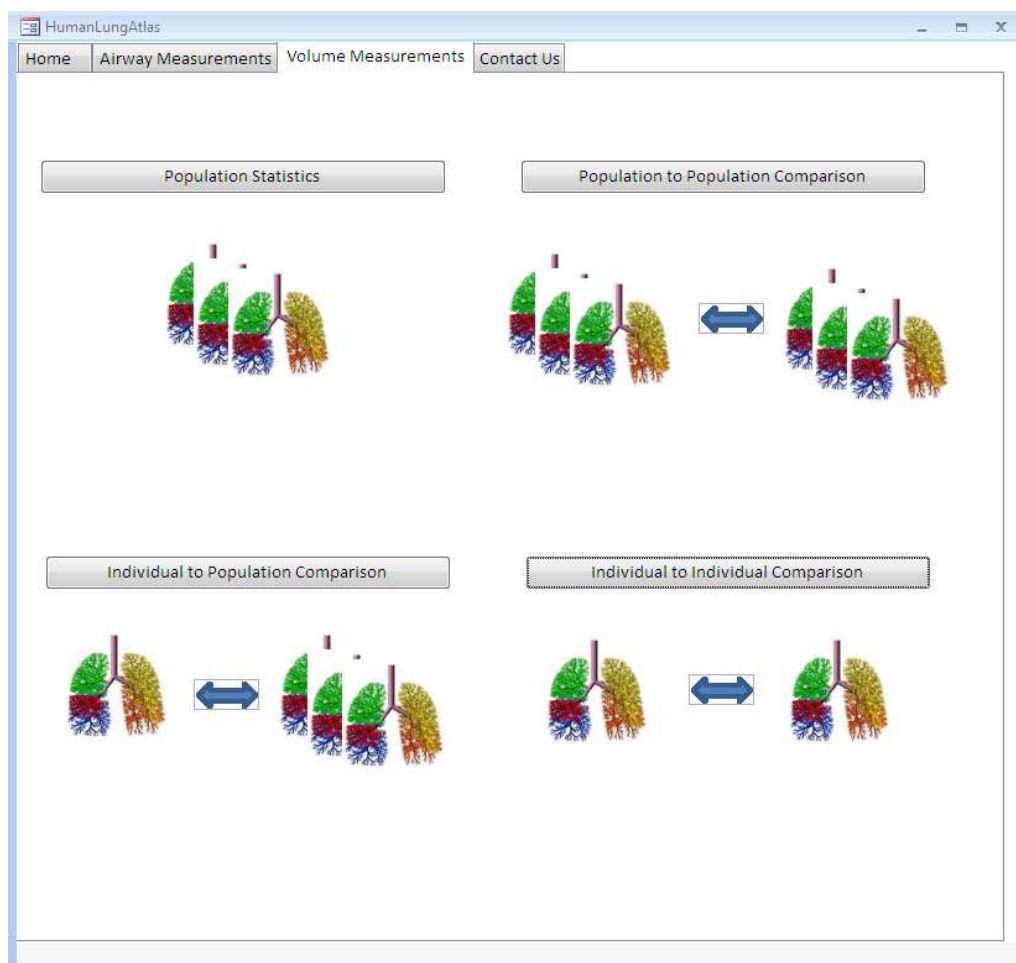 HumanLungAtlas
Home Airway Measurements Volume Measurements Contact Us
Population Statistics Population to Population Comparison
Individual to Population Comparison Individual to Individual Comparison